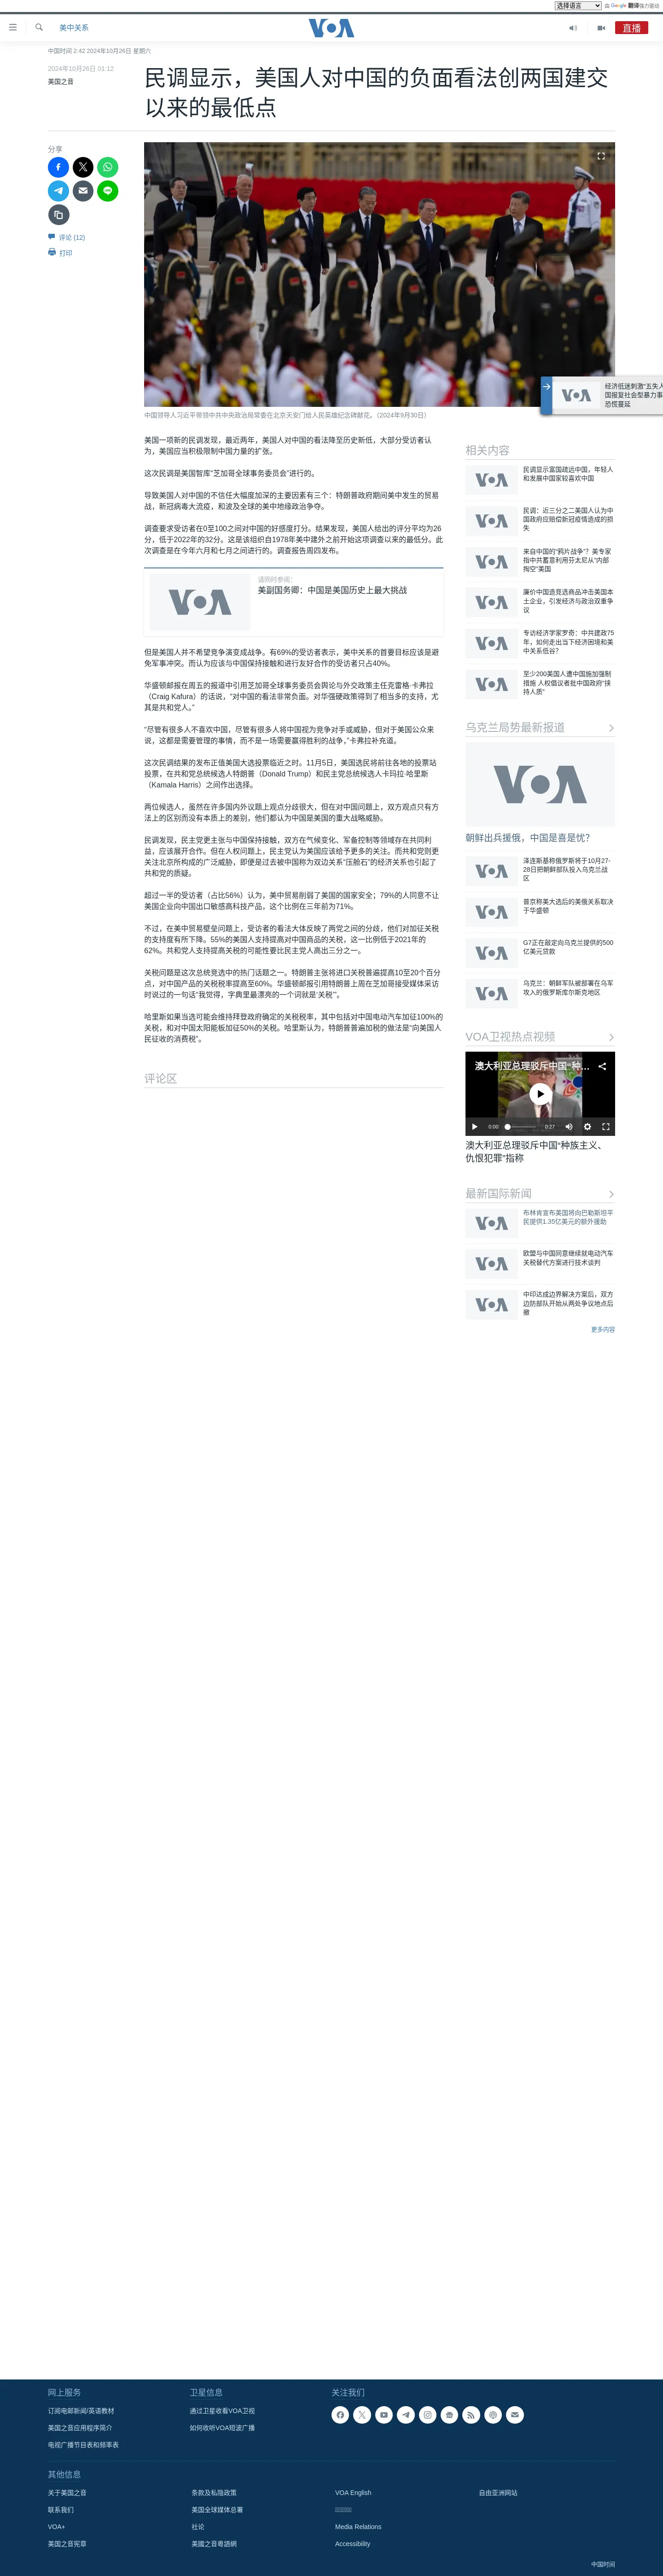 选择语言 由 Google 翻译强力驱动
美中关系
VOA
直播
中国时间 2:42 2024年10月26日 星期六
2024年10月26日 01:12
美国之音
民调显示，美国人对中国的负面看法创两国建交
以来的最低点
分享
评论 (12)
打印
中国领导人习近平带领中共中央政治局常委在北京天安门给人民英雄纪念碑献花。（2024年9月30日）
经济低迷刺激“五失人
国报复社会型暴力事
恐慌蔓延
美国一项新的民调发现，最近两年，美国人对中国的看法降至历史新低，大部分受访者认
为，美国应当积极限制中国力量的扩张。
这次民调是美国智库“芝加哥全球事务委员会”进行的。
导致美国人对中国的不信任大幅度加深的主要因素有三个：特朗普政府期间美中发生的贸易
战，新冠病毒大流疫，和波及全球的美中地缘政治争夺。
调查要求受访者在0至100之间对中国的好感度打分。结果发现，美国人给出的评分平均为26
分，低于2022年的32分。这是该组织自1978年美中建外之前开始这项调查以来的最低分。此
次调查是在今年六月和七月之间进行的。调查报告周四发布。
请同时参阅：
美副国务卿：中国是美国历史上最大挑战
但是美国人并不希望竞争演变成战争。有69%的受访者表示，美中关系的首要目标应该是避
免军事冲突。而认为应该与中国保持接触和进行友好合作的受访者只占40%。
华盛顿邮报在周五的报道中引用芝加哥全球事务委员会舆论与外交政策主任克雷格·卡弗拉
（Craig Kafura）的话说，“对中国的看法非常负面。对华强硬政策得到了相当多的支持，尤
其是共和党人。”
“尽管有很多人不喜欢中国，尽管有很多人将中国视为竞争对手或威胁，但对于美国公众来
说，这都是需要管理的事情，而不是一场需要赢得胜利的战争，”卡弗拉补充道。
这次民调结果的发布正值美国大选投票临近之时。11月5日，美国选民将前往各地的投票站
投票，在共和党总统候选人特朗普（Donald Trump）和民主党总统候选人卡玛拉·哈里斯
（Kamala Harris）之间作出选择。
两位候选人，虽然在许多国内外议题上观点分歧很大，但在对中国问题上，双方观点只有方
法上的区别而没有本质上的差别，他们都认为中国是美国的重大战略威胁。
民调发现，民主党更主张与中国保持接触，双方在气候变化、军备控制等领域存在共同利
益，应该展开合作。但在人权问题上，民主党认为美国应该给予更多的关注。而共和党则更
关注北京所构成的广泛威胁，即便是过去被中国称为双边关系“压舱石”的经济关系也引起了
共和党的质疑。
超过一半的受访者（占比56%）认为，美中贸易削弱了美国的国家安全；79%的人同意不让
美国企业向中国出口敏感高科技产品，这个比例在三年前为71%。
不过，在美中贸易壁垒问题上，受访者的看法大体反映了两党之间的分歧，他们对加征关税
的支持度有所下降。55%的美国人支持提高对中国商品的关税，这一比例低于2021年的
62%。共和党人支持提高关税的可能性要比民主党人高出三分之一。
关税问题是这次总统竞选中的热门话题之一。特朗普主张将进口关税普遍提高10至20个百分
点，对中国产品的关税税率提高至60%。华盛顿邮报引用特朗普上周在芝加哥接受媒体采访
时说过的一句话“我觉得，字典里最漂亮的一个词就是‘关税’”。
哈里斯如果当选可能会维持拜登政府确定的关税税率，其中包括对中国电动汽车加征100%的
关税，和对中国太阳能板加征50%的关税。哈里斯认为，特朗普普遍加税的做法是“向美国人
民征收的消费税”。
评论区
相关内容
民调显示富国疏远中国，年轻人
和发展中国家较喜欢中国
民调：近三分之二美国人认为中
国政府应赔偿新冠疫情造成的损
失
来自中国的“鸦片战争”？美专家
指中共蓄意利用芬太尼从“内部
掏空”美国
廉价中国造竞选商品冲击美国本
土企业，引发经济与政治双重争
议
专访经济学家罗奇：中共建政75
年，如何走出当下经济困境和美
中关系低谷？
至少200美国人遭中国施加强制
措施 人权倡议者批中国政府“挟
持人质”
乌克兰局势最新报道
朝鲜出兵援俄，中国是喜是忧？
泽连斯基称俄罗斯将于10月27-
28日把朝鲜部队投入乌克兰战
区
普京称美大选后的美俄关系取决
于华盛顿
G7正在敲定向乌克兰提供的500
亿美元贷款
乌克兰：朝鲜军队被部署在乌军
攻入的俄罗斯库尔斯克地区
VOA卫视热点视频
澳大利亚总理驳斥中国“种…
0:00 0:27
澳大利亚总理驳斥中国“种族主义、
仇恨犯罪”指称
最新国际新闻
布林肯宣布美国将向巴勒斯坦平
民提供1.35亿美元的额外援助
欧盟与中国同意继续就电动汽车
关税替代方案进行技术谈判
中印达成边界解决方案后，双方
边防部队开始从两处争议地点后
撤
更多内容
网上服务 卫星信息 关注我们
订阅电邮新闻/英语教材 通过卫星收看VOA卫视
美国之音应用程序简介 如何收听VOA短波广播
电视广播节目表和频率表
其他信息
关于美国之音 条款及私隐政策 VOA English 自由亚洲网站
联系我们 美国全球媒体总署
VOA+ 社论 Media Relations
美国之音宪章 美國之音粵語網 Accessibility
中国时间